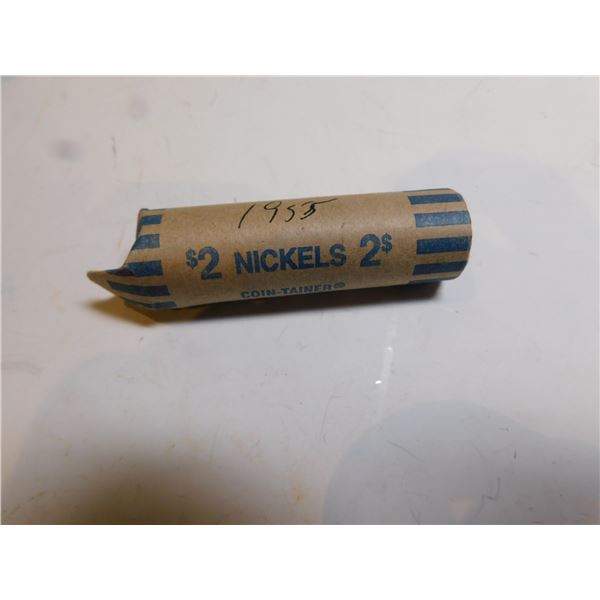 1955
$2 NICKELS 2$
COIN-TAINER®